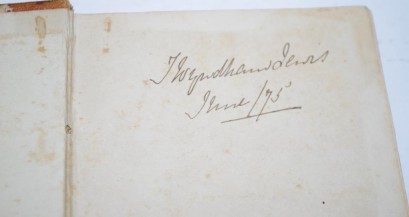 T Wyndham Lewis
June / 75